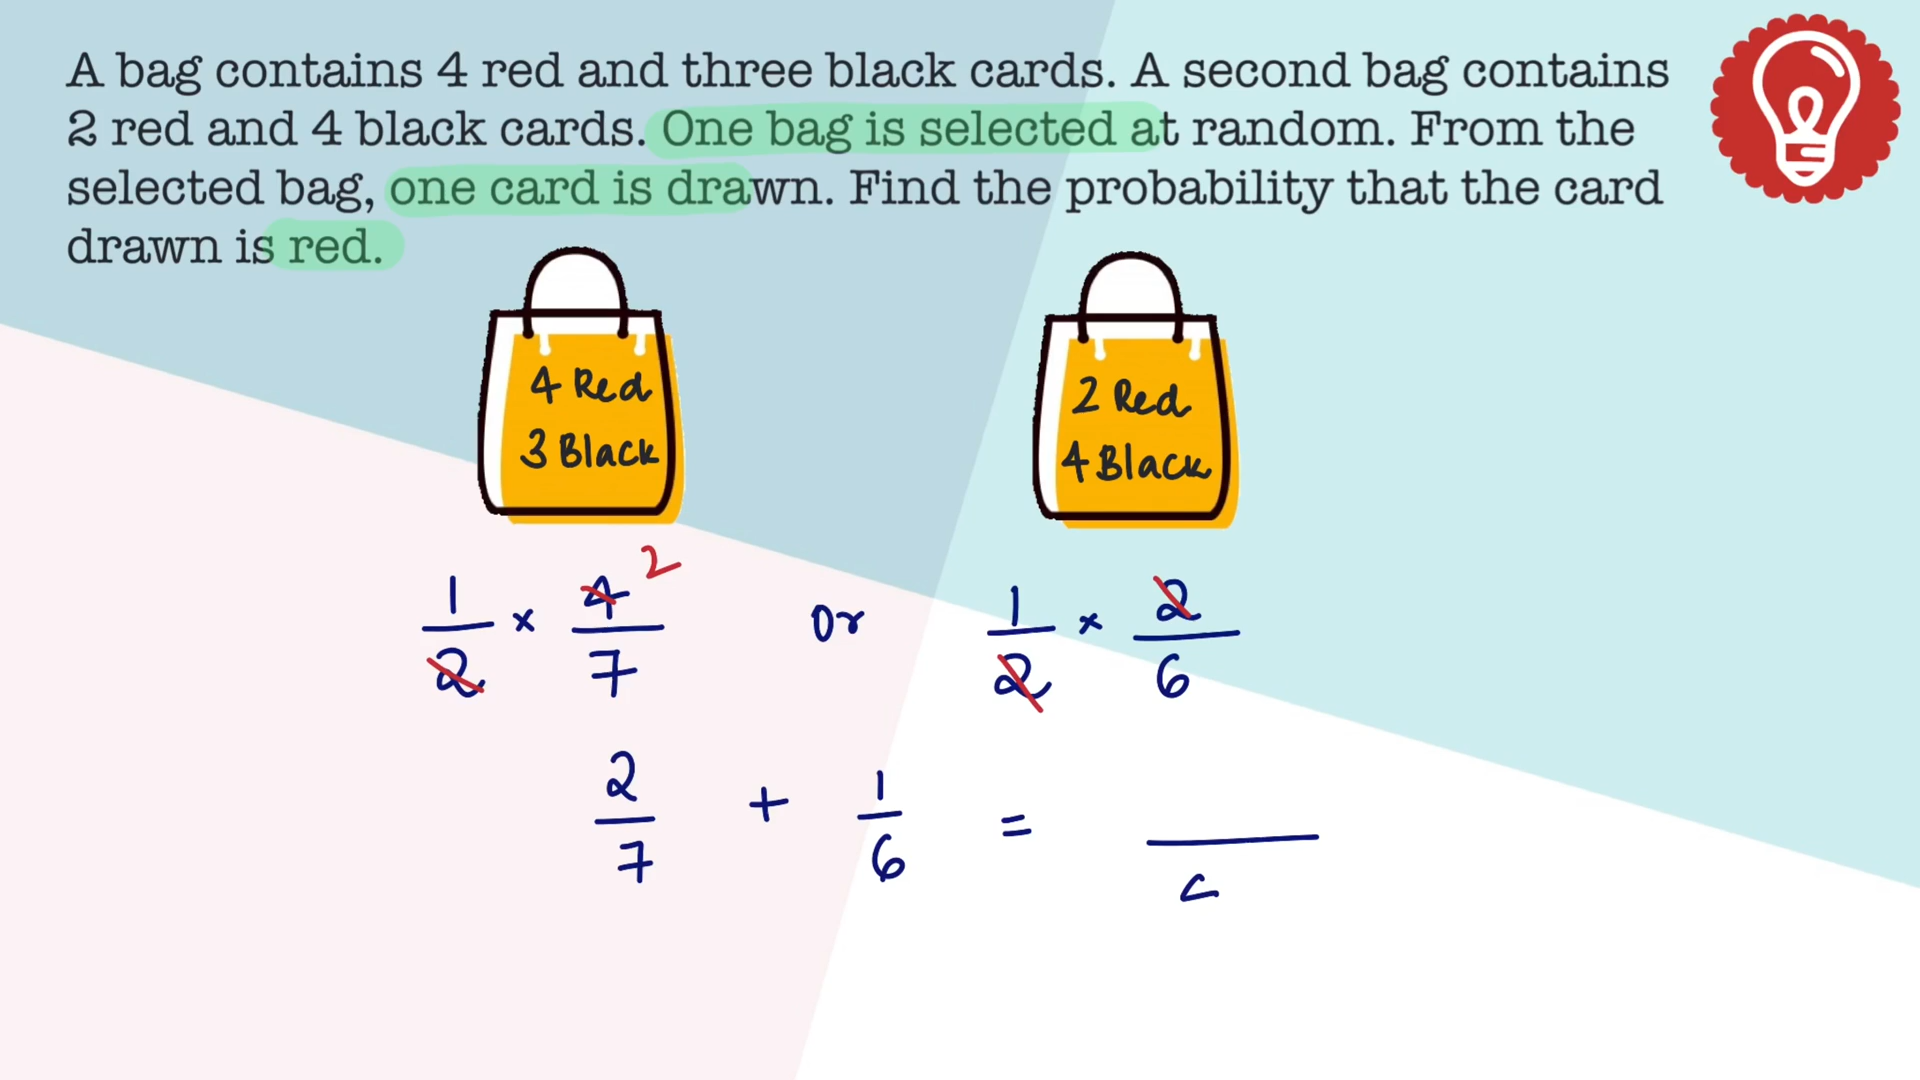 A bag contains 4 red and three black cards. A second bag contains
2 red and 4 black cards. One bag is selected at random. From the
selected bag, one card is drawn. Find the probability that the card
drawn is red.
4 Red
3 Black
2 Red
4 Black
2
1/2 × 4/7 or 1/2 × 2/6
2/7 + 1/6 =